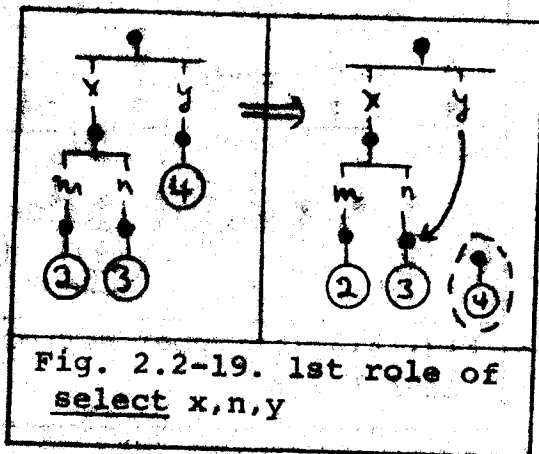 x y x y
m n 4 m n
2 3 2 3 4
Fig. 2.2-19. 1st role of
select x,n,y